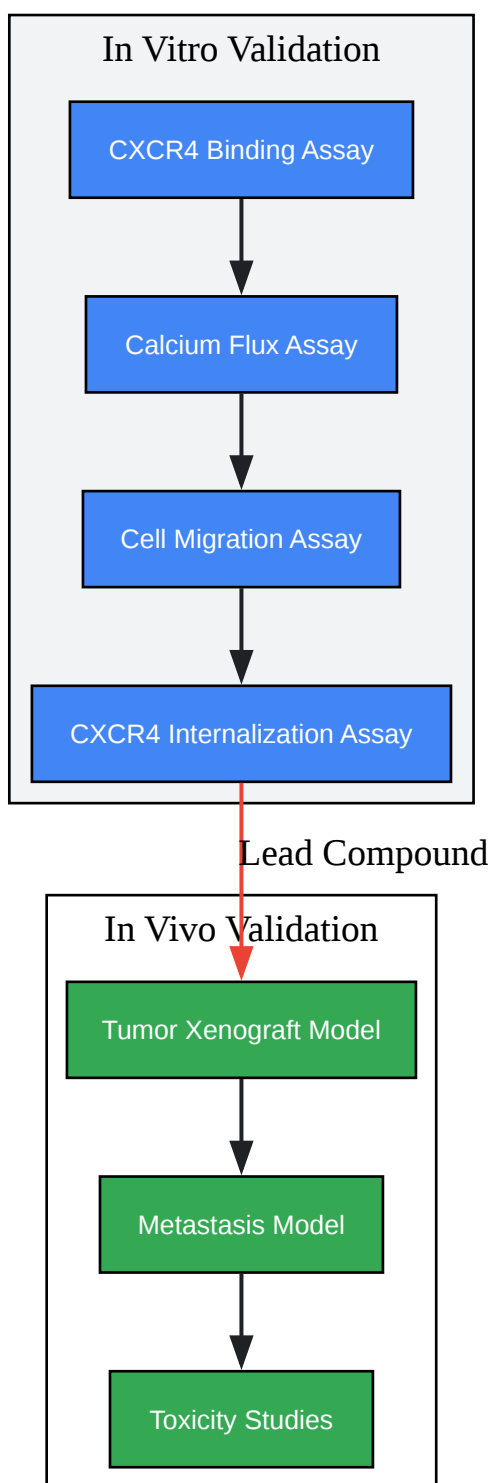 In Vitro Validation
CXCR4 Binding Assay
Calcium Flux Assay
Cell Migration Assay
CXCR4 Internalization Assay
Lead Compound
In Vivo Validation
Tumor Xenograft Model
Metastasis Model
Toxicity Studies